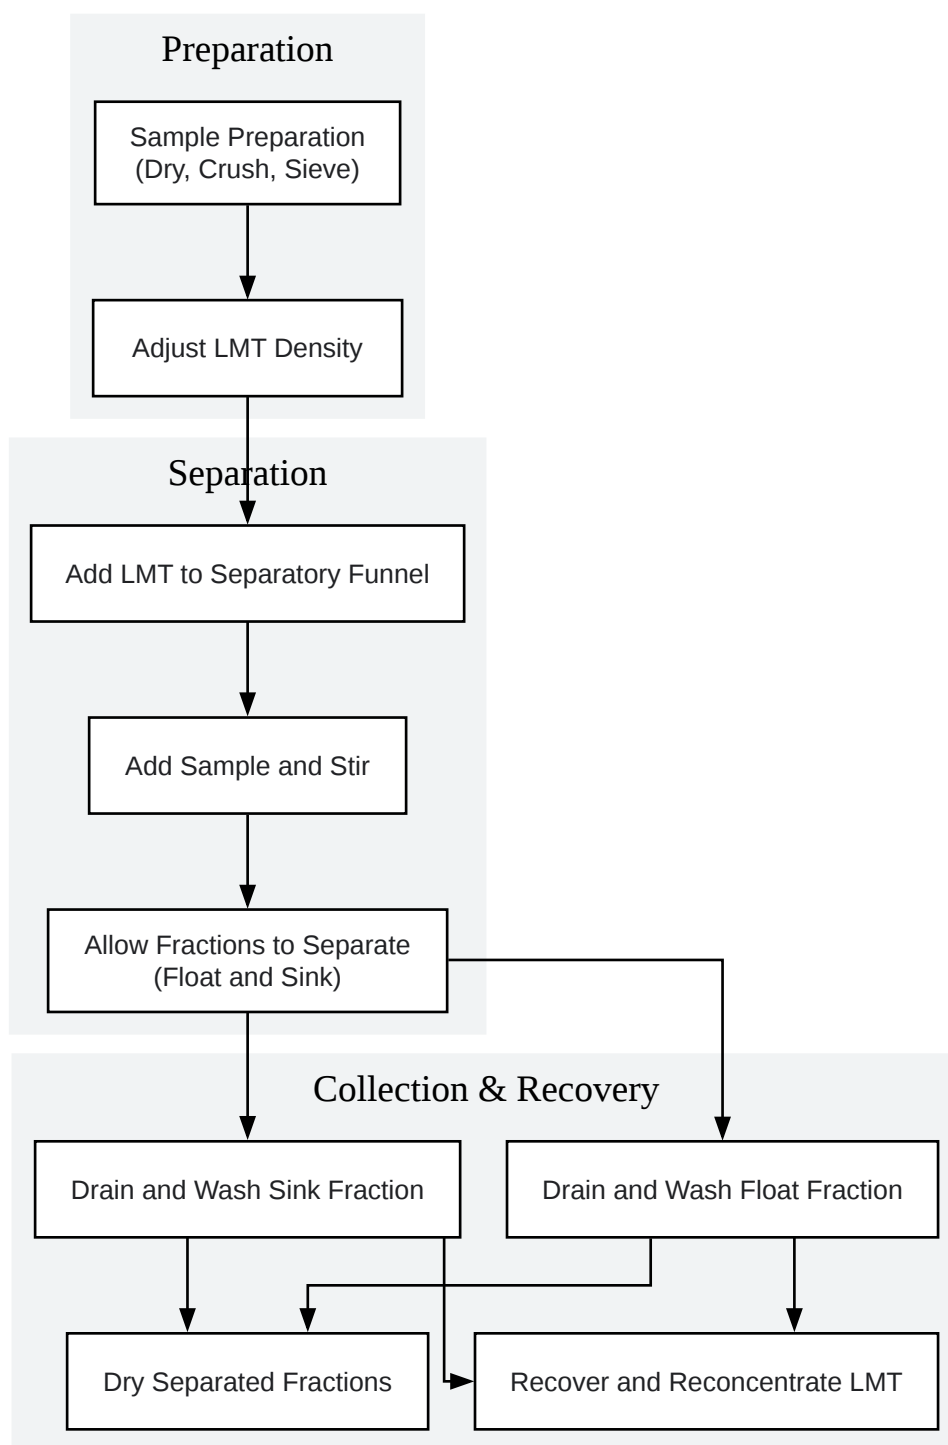 Preparation
Sample Preparation
(Dry, Crush, Sieve)
Adjust LMT Density
Separation
Add LMT to Separatory Funnel
Add Sample and Stir
Allow Fractions to Separate
(Float and Sink)
Collection & Recovery
Drain and Wash Sink Fraction
Drain and Wash Float Fraction
Dry Separated Fractions
Recover and Reconcentrate LMT